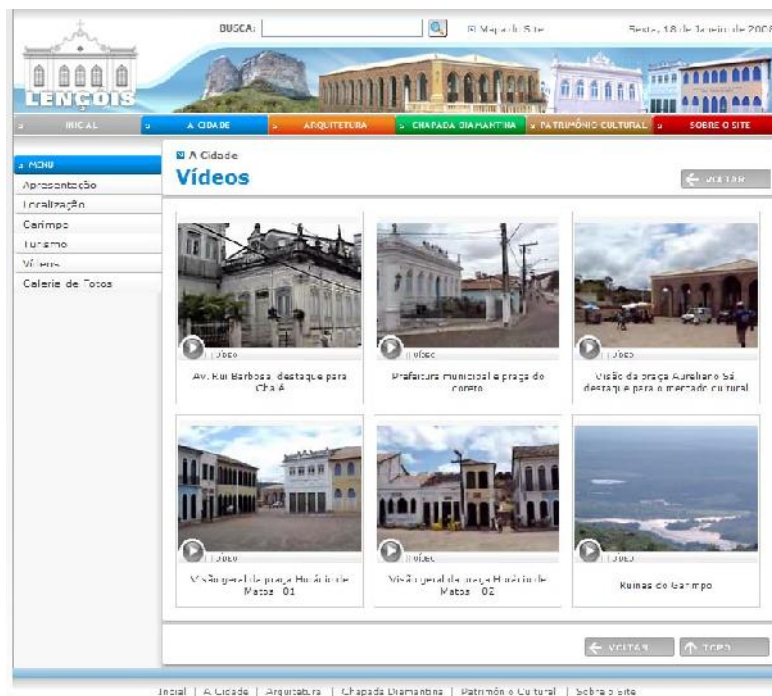 BUSCA:
Mapa do Site
Sexta, 18 de Janeiro de 2008
LENÇÓIS
INICIAL
A CIDADE
ARQUITETURA
CHAPADA DIAMANTINA
PATRIMÔNIO CULTURAL
SOBRE O SITE
MENU
Apresentação
Localização
Garimpo
Turismo
Vídeos
Galeria de Fotos
A Cidade
Vídeos
VOLTAR
VÍDEO
VÍDEO
VÍDEO
Av. Rui Barbosa, destaque para
Chalé
Prefeitura municipal e praça do
coreto
Visão da praça Aureliano Sá,
destaque para o mercado cultural
VÍDEO
VÍDEO
VÍDEO
Visão geral da praça Horácio de
Matos - 01
Visão geral da praça Horácio de
Matos - 02
Ruínas do Garimpo
VOLTAR
TOPO
Inicial | A Cidade | Arquitetura | Chapada Diamantina | Patrimônio Cultural | Sobre o site